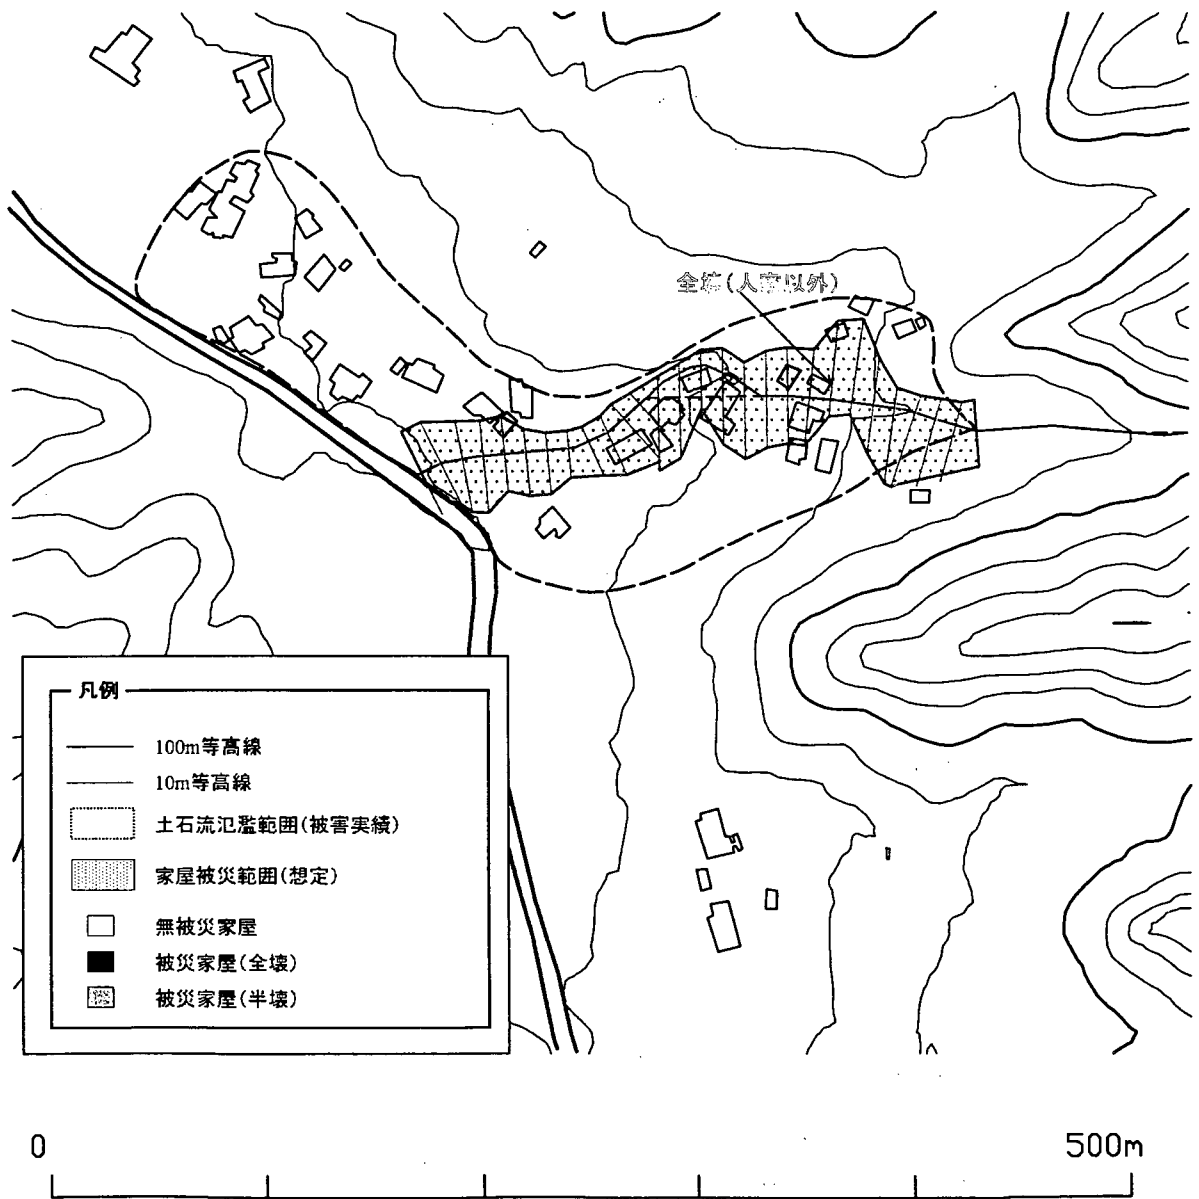 全壊(人家以外)
凡例
100m等高線
10m等高線
土石流氾濫範囲(被害実績)
家屋被災範囲(想定)
無被災家屋
被災家屋(全壊)
被災家屋(半壊)
0
500m